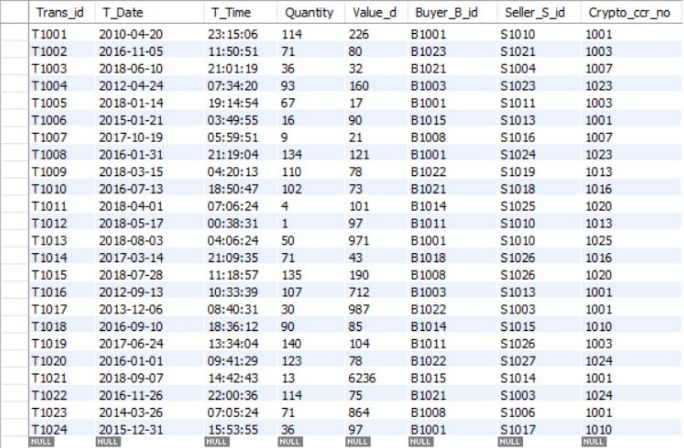 Trans_id T_Date T_Time Quantity Value_d Buyer_B_id Seller_S_id Crypto_ccr_no
T1001 2010-04-20 23:15:06 114 226 B1001 S1010 1001
T1002 2016-11-05 11:50:51 71 80 B1023 S1021 1003
T1003 2018-06-10 21:01:19 36 32 B1021 S1004 1007
T1004 2012-04-24 07:34:20 93 160 B1003 S1023 1023
T1005 2018-01-14 19:14:54 67 17 B1001 S1011 1003
T1006 2015-01-21 03:49:55 16 90 B1015 S1013 1001
T1007 2017-10-19 05:59:51 9 21 B1008 S1016 1007
T1008 2016-01-31 21:19:04 134 121 B1001 S1024 1023
T1009 2018-03-15 04:20:13 110 78 B1022 S1019 1013
T1010 2016-07-13 18:50:47 102 73 B1021 S1018 1016
T1011 2018-04-01 07:06:24 4 101 B1014 S1025 1020
T1012 2018-05-17 00:38:31 1 97 B1011 S1010 1013
T1013 2018-08-03 04:06:24 50 971 B1001 S1010 1025
T1014 2017-03-14 21:09:35 71 43 B1018 S1026 1016
T1015 2018-07-28 11:18:57 135 190 B1008 S1026 1020
T1016 2012-09-13 10:33:39 107 712 B1003 S1013 1001
T1017 2013-12-06 08:40:31 30 987 B1022 S1003 1001
T1018 2016-09-10 18:36:12 90 85 B1014 S1015 1010
T1019 2017-06-24 13:34:04 140 104 B1011 S1026 1003
T1020 2016-01-01 09:41:29 123 78 B1022 S1027 1024
T1021 2018-09-07 14:42:43 13 6236 B1015 S1014 1001
T1022 2016-11-26 22:00:36 114 75 B1021 S1003 1024
T1023 2014-03-26 07:05:24 71 864 B1008 S1006 1001
T1024 2015-12-31 15:53:55 36 97 B1001 S1017 1010
NULL NULL NULL NULL NULL NULL NULL NULL